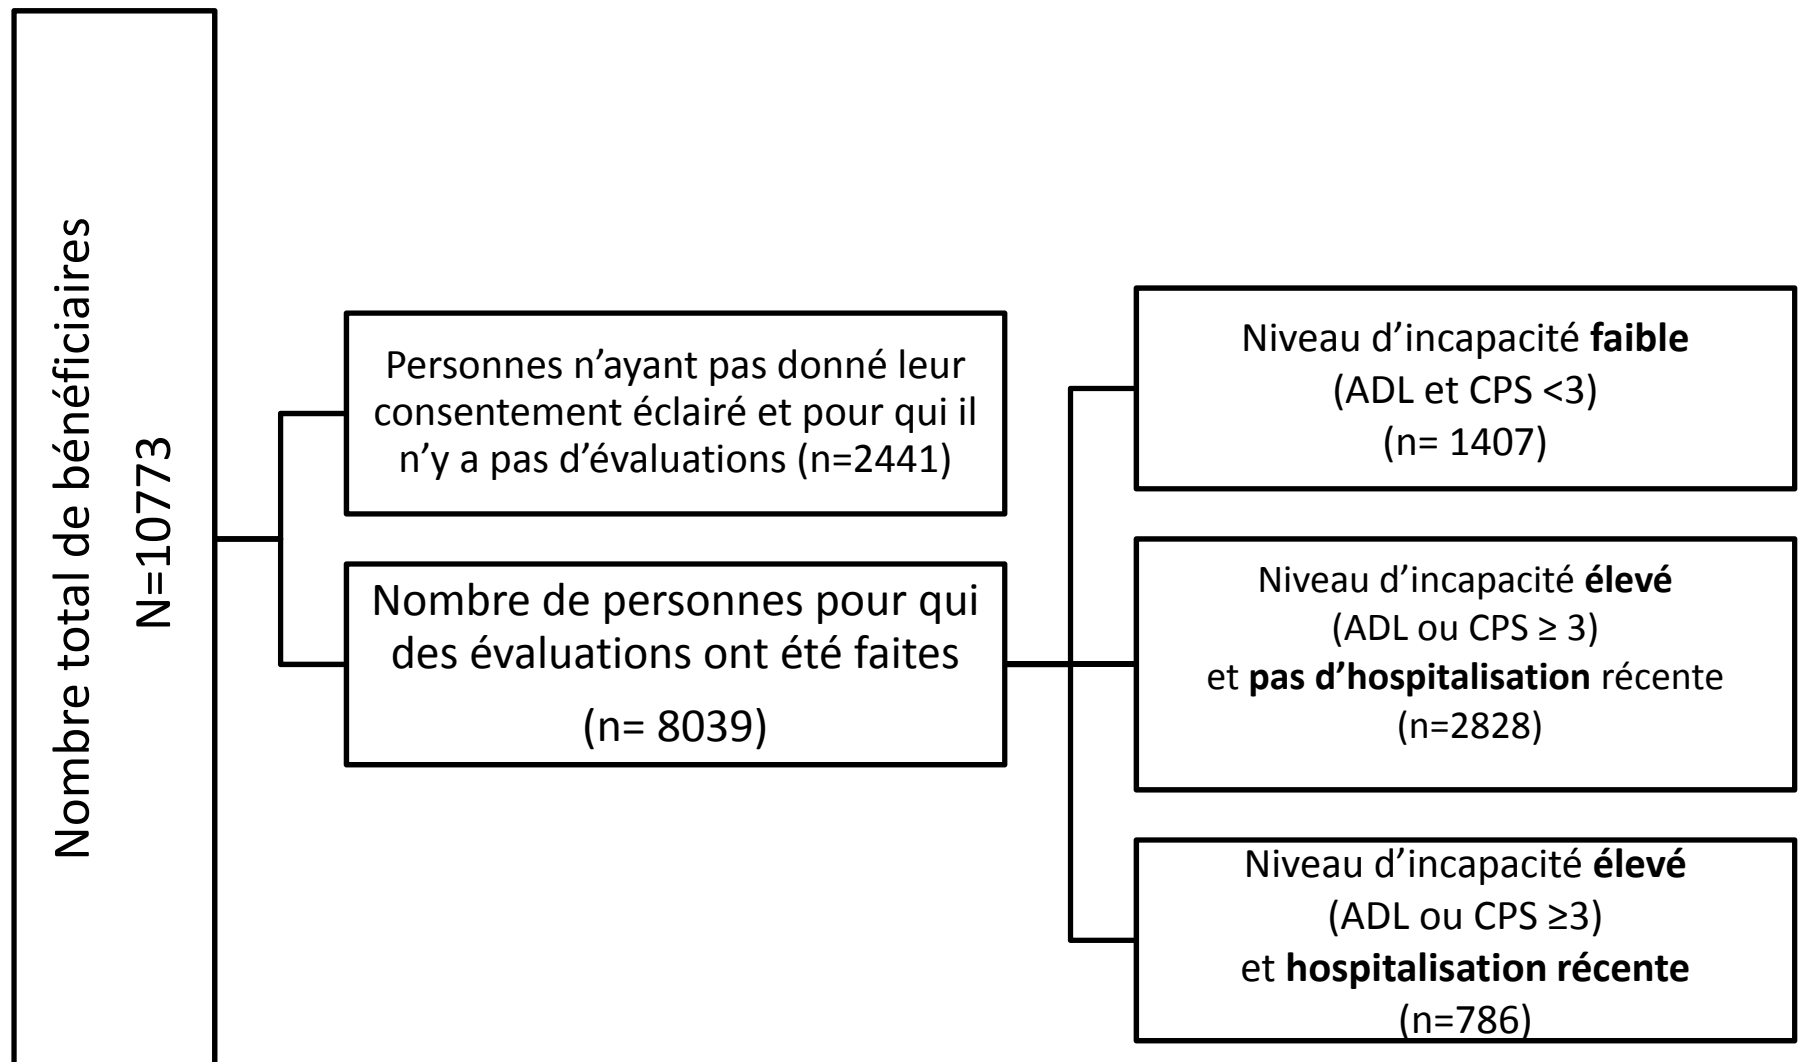 Nombre total de bénéficiaires
N=10773
Personnes n’ayant pas donné leur
consentement éclairé et pour qui il
n’y a pas d’évaluations (n=2441)
Nombre de personnes pour qui
des évaluations ont été faites
(n= 8039)
Niveau d’incapacité faible
(ADL et CPS <3)
(n= 1407)
Niveau d’incapacité élevé
(ADL ou CPS ≥ 3)
et pas d’hospitalisation récente
(n=2828)
Niveau d’incapacité élevé
(ADL ou CPS ≥3)
et hospitalisation récente
(n=786)